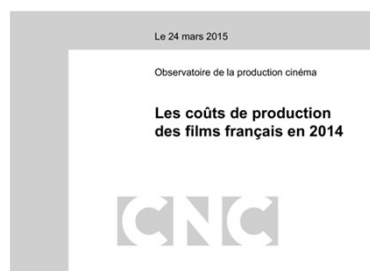 Le 24 mars 2015
Observatoire de la production cinéma
Les coûts de production
des films français en 2014
CNC